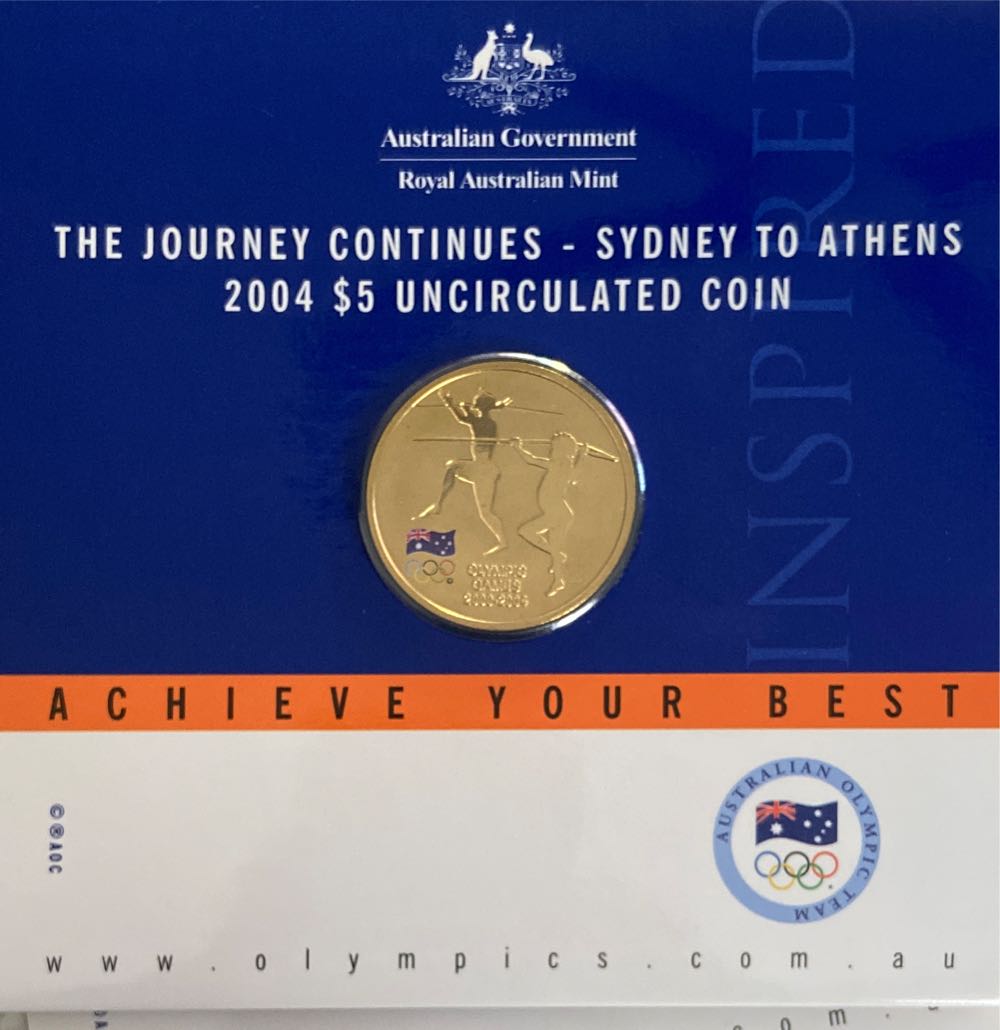 Australian Government
Royal Australian Mint
THE JOURNEY CONTINUES - SYDNEY TO ATHENS
2004 $5 UNCIRCULATED COIN
INSPIRED
OLYMPIC
GAMES
2000-2004
ACHIEVE YOUR BEST
AUSTRALIAN OLYMPIC TEAM
©®AOC
www.olympics.com.au